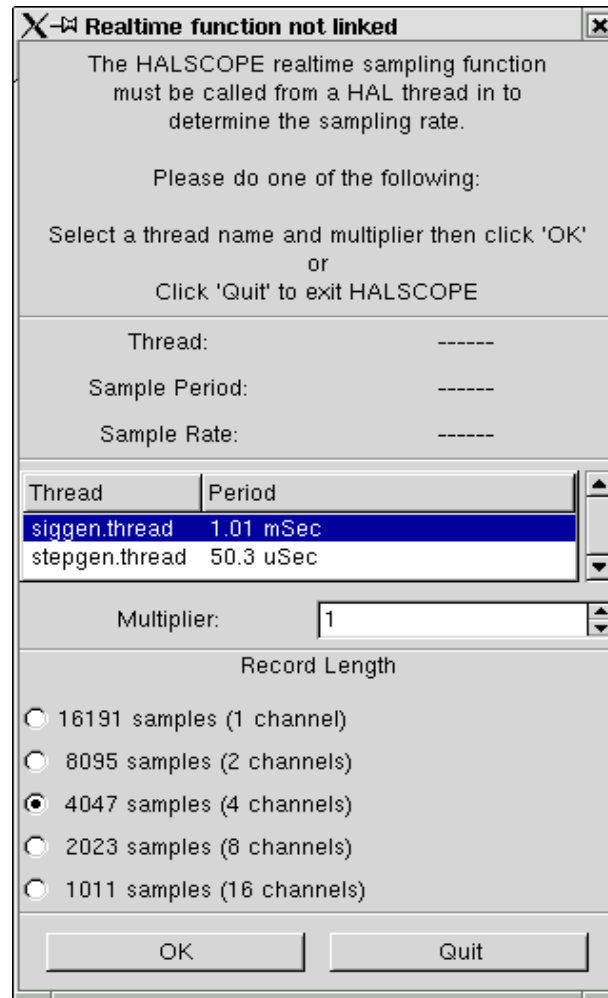 Realtime function not linked
The HALSCOPE realtime sampling function
must be called from a HAL thread in to
determine the sampling rate.
Please do one of the following:
Select a thread name and multiplier then click 'OK'
or
Click 'Quit' to exit HALSCOPE
Thread: ------
Sample Period: ------
Sample Rate: ------
Thread Period
siggen.thread 1.01 mSec
stepgen.thread 50.3 uSec
Multiplier: 1
Record Length
16191 samples (1 channel)
8095 samples (2 channels)
4047 samples (4 channels)
2023 samples (8 channels)
1011 samples (16 channels)
OK Quit